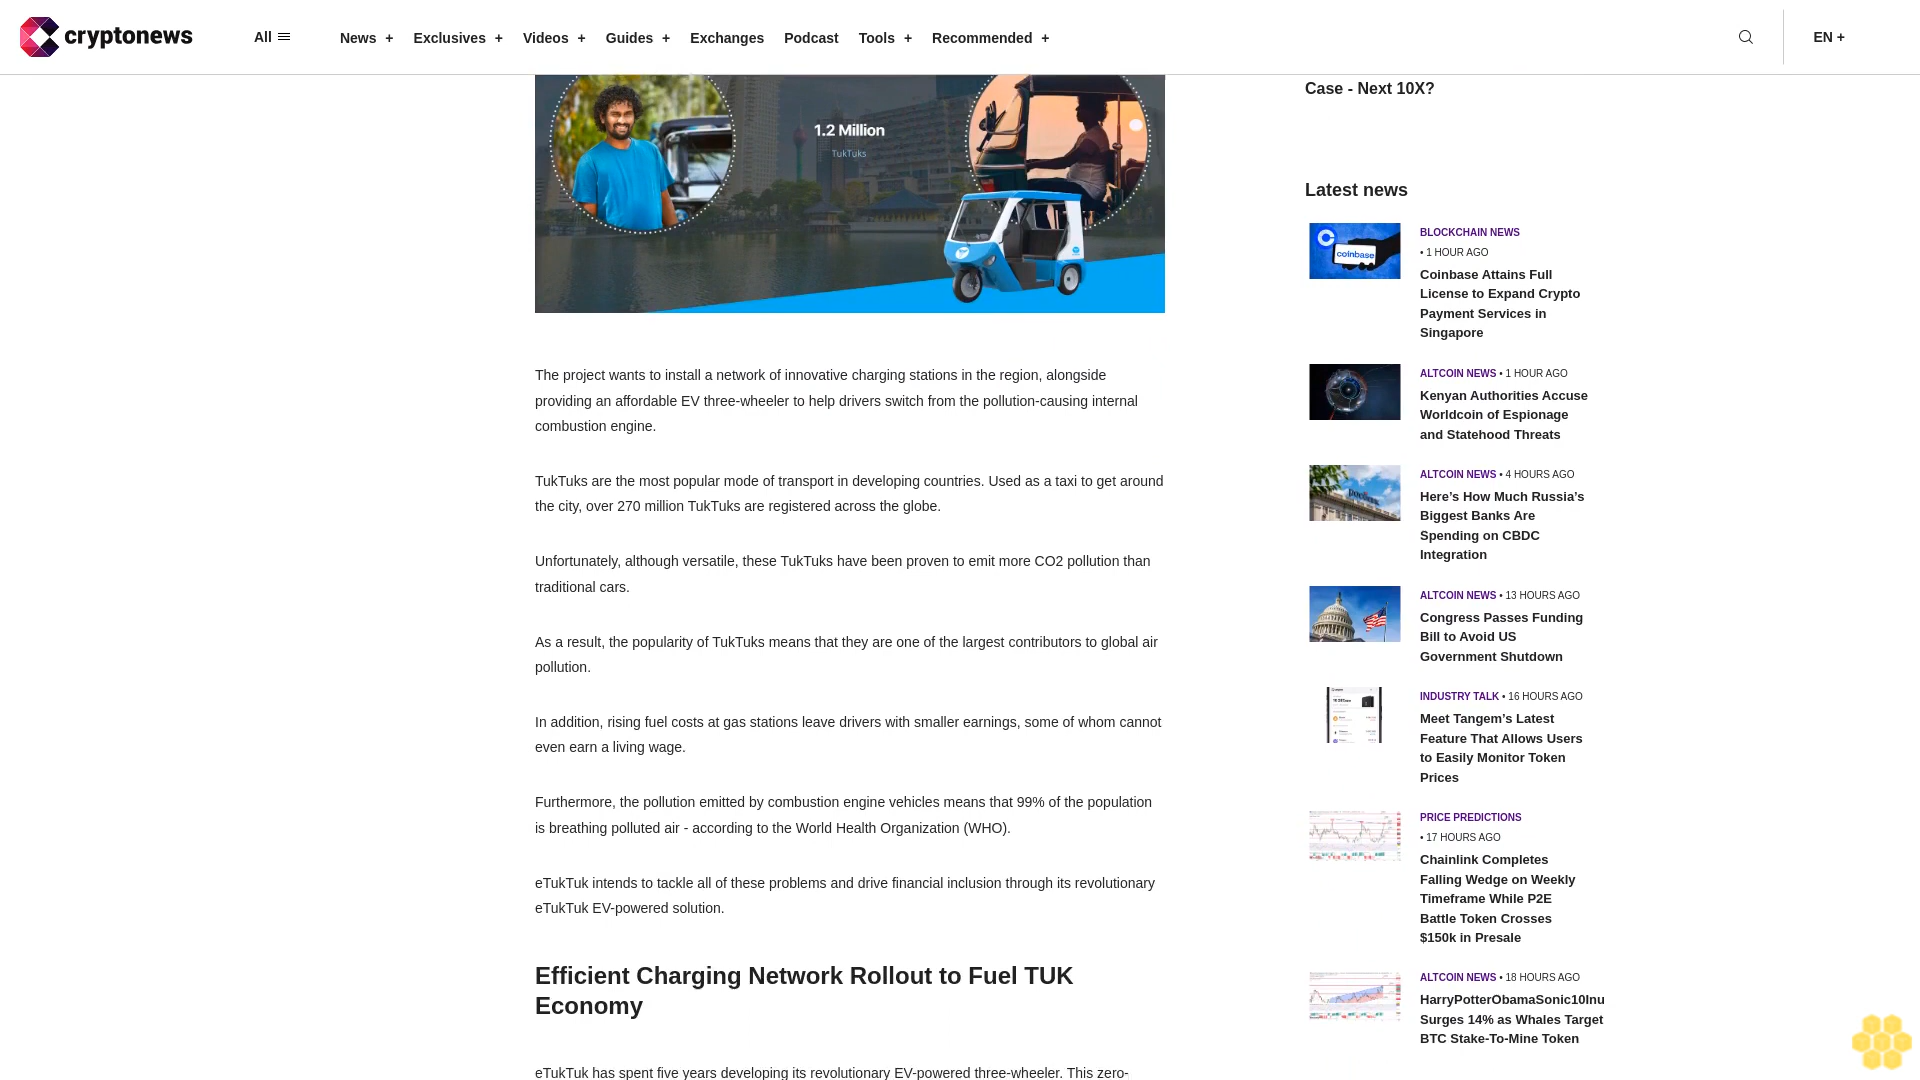 cryptonews
All
News +
Exclusives +
Videos +
Guides +
Exchanges
Podcast
Tools +
Recommended +
EN +
1.2 Million
TukTuks
The project wants to install a network of innovative charging stations in the region, alongside
providing an affordable EV three-wheeler to help drivers switch from the pollution-causing internal
combustion engine.
TukTuks are the most popular mode of transport in developing countries. Used as a taxi to get around
the city, over 270 million TukTuks are registered across the globe.
Unfortunately, although versatile, these TukTuks have been proven to emit more CO2 pollution than
traditional cars.
As a result, the popularity of TukTuks means that they are one of the largest contributors to global air
pollution.
In addition, rising fuel costs at gas stations leave drivers with smaller earnings, some of whom cannot
even earn a living wage.
Furthermore, the pollution emitted by combustion engine vehicles means that 99% of the population
is breathing polluted air - according to the World Health Organization (WHO).
eTukTuk intends to tackle all of these problems and drive financial inclusion through its revolutionary
eTukTuk EV-powered solution.
Efficient Charging Network Rollout to Fuel TUK
Economy
eTukTuk has spent five years developing its revolutionary EV-powered three-wheeler. This zero-
Case - Next 10X?
Latest news
coinbase
BLOCKCHAIN NEWS
• 1 HOUR AGO
Coinbase Attains Full
License to Expand Crypto
Payment Services in
Singapore
ALTCOIN NEWS • 1 HOUR AGO
Kenyan Authorities Accuse
Worldcoin of Espionage
and Statehood Threats
ALTCOIN NEWS • 4 HOURS AGO
Here’s How Much Russia’s
Biggest Banks Are
Spending on CBDC
Integration
ALTCOIN NEWS • 13 HOURS AGO
Congress Passes Funding
Bill to Avoid US
Government Shutdown
INDUSTRY TALK • 16 HOURS AGO
Meet Tangem’s Latest
Feature That Allows Users
to Easily Monitor Token
Prices
PRICE PREDICTIONS
• 17 HOURS AGO
Chainlink Completes
Falling Wedge on Weekly
Timeframe While P2E
Battle Token Crosses
$150k in Presale
ALTCOIN NEWS • 18 HOURS AGO
HarryPotterObamaSonic10Inu
Surges 14% as Whales Target
BTC Stake-To-Mine Token